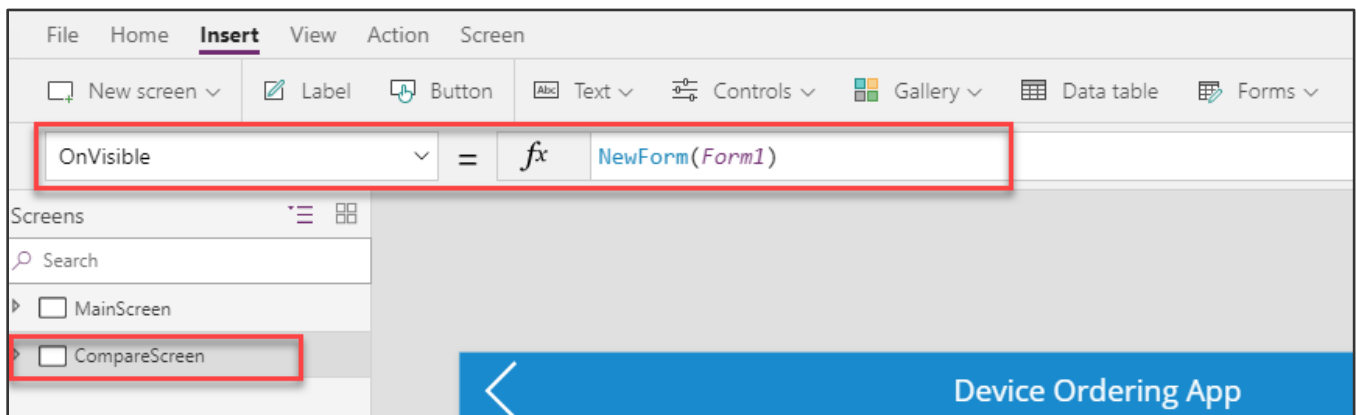 File Home Insert View Action Screen
New screen Label Button Abc Text Controls Gallery Data table Forms
OnVisible = fx NewForm(Form1)
Screens
Search
MainScreen
CompareScreen
Device Ordering App